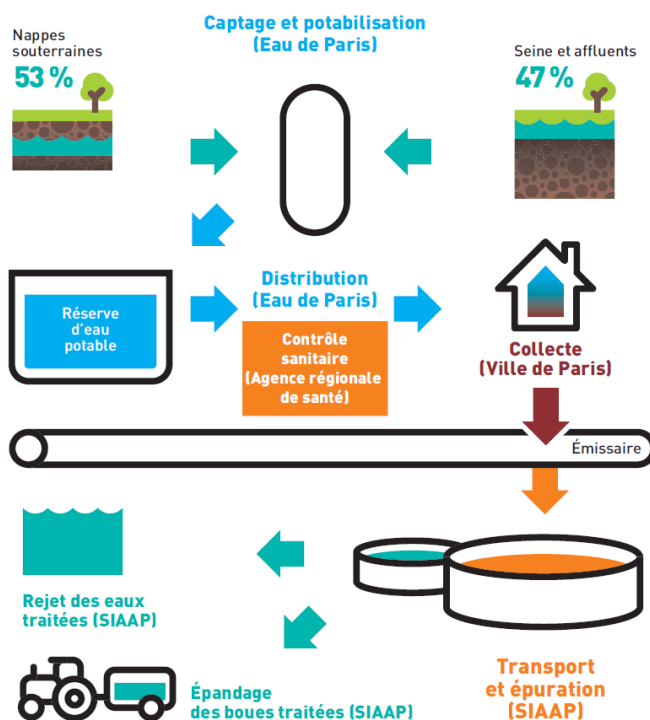 Captage et potabilisation
(Eau de Paris)
Nappes
souterraines
53 %
Seine et affluents
47 %
Réserve
d'eau
potable
Distribution
(Eau de Paris)
Contrôle
sanitaire
(Agence régionale
de santé)
Collecte
(Ville de Paris)
Émissaire
Rejet des eaux
traitées (SIAAP)
Épandage
des boues traitées (SIAAP)
Transport
et épuration
(SIAAP)